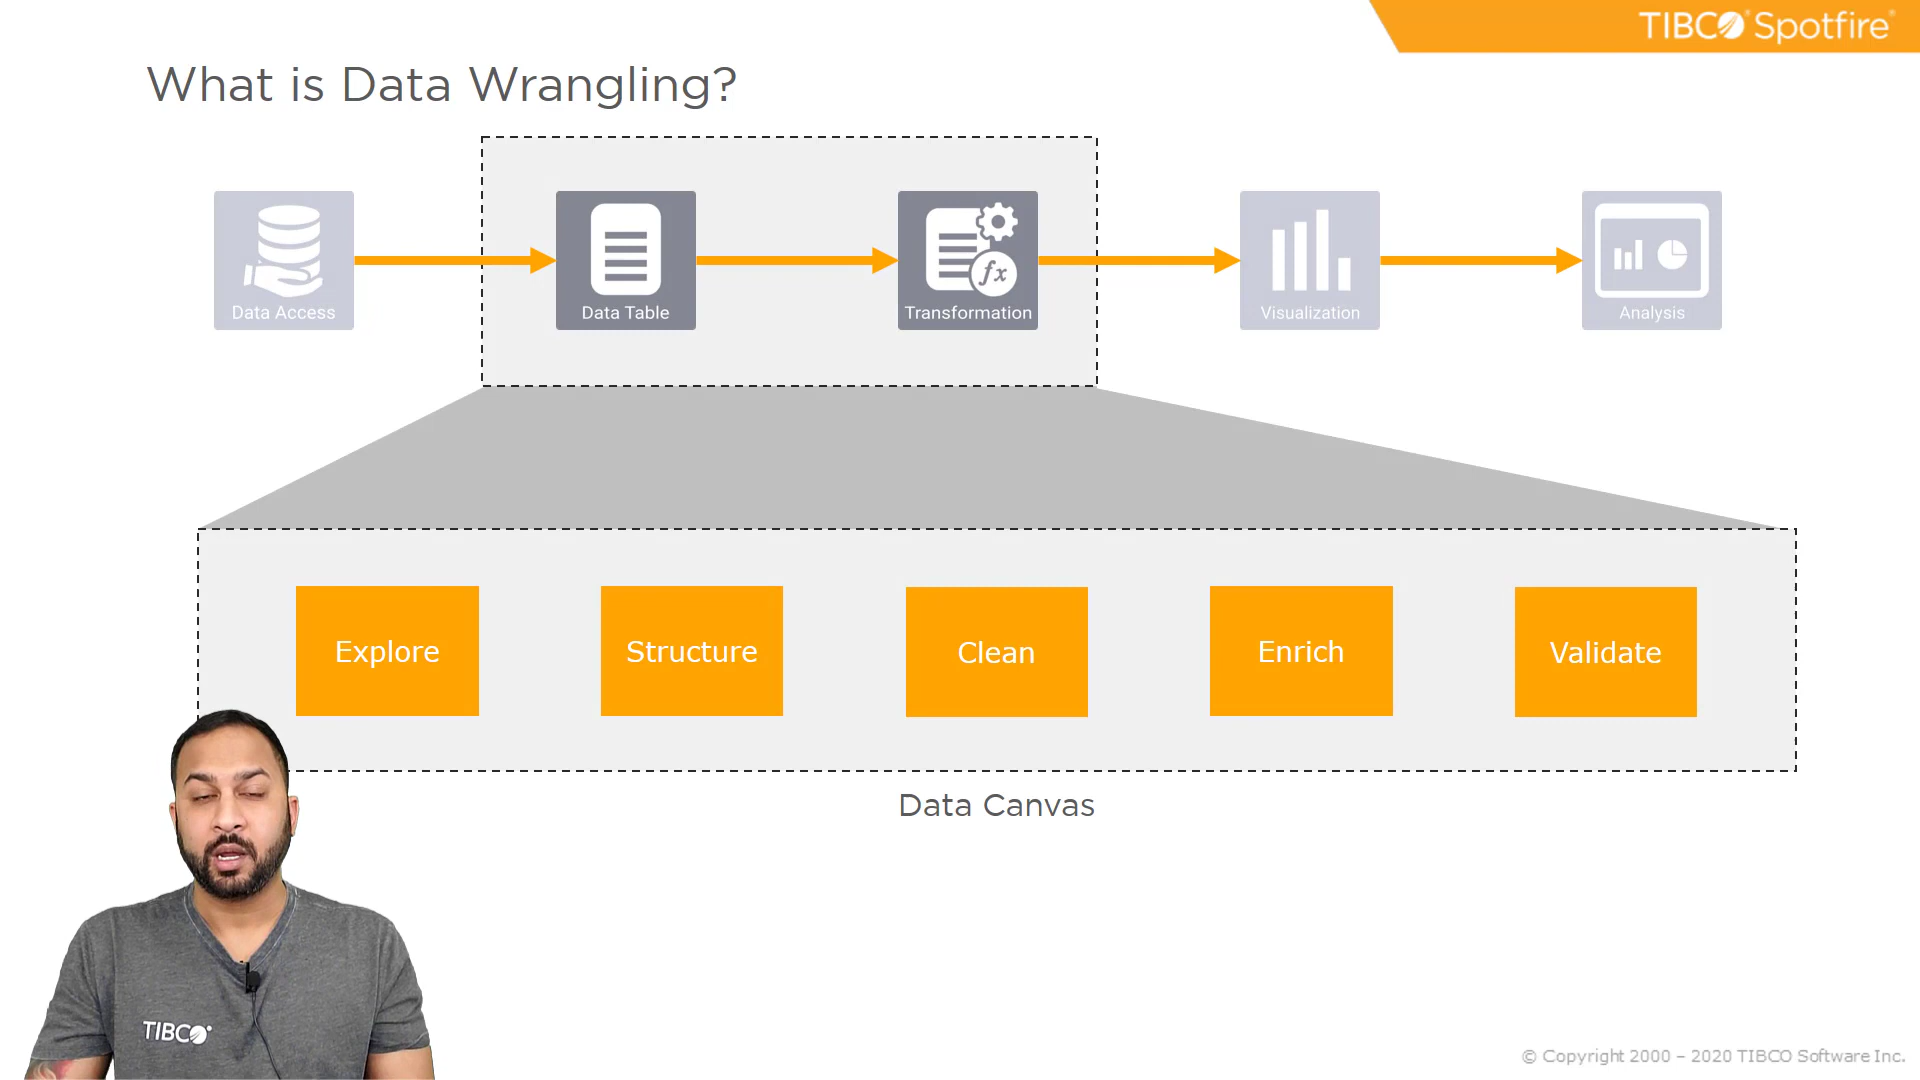 TIBCO® Spotfire®
What is Data Wrangling?
Data Access
Data Table
fx
Transformation
Visualization
Analysis
Explore
Structure
Clean
Enrich
Validate
Data Canvas
TIBCO
© Copyright 2000 – 2020 TIBCO Software Inc.